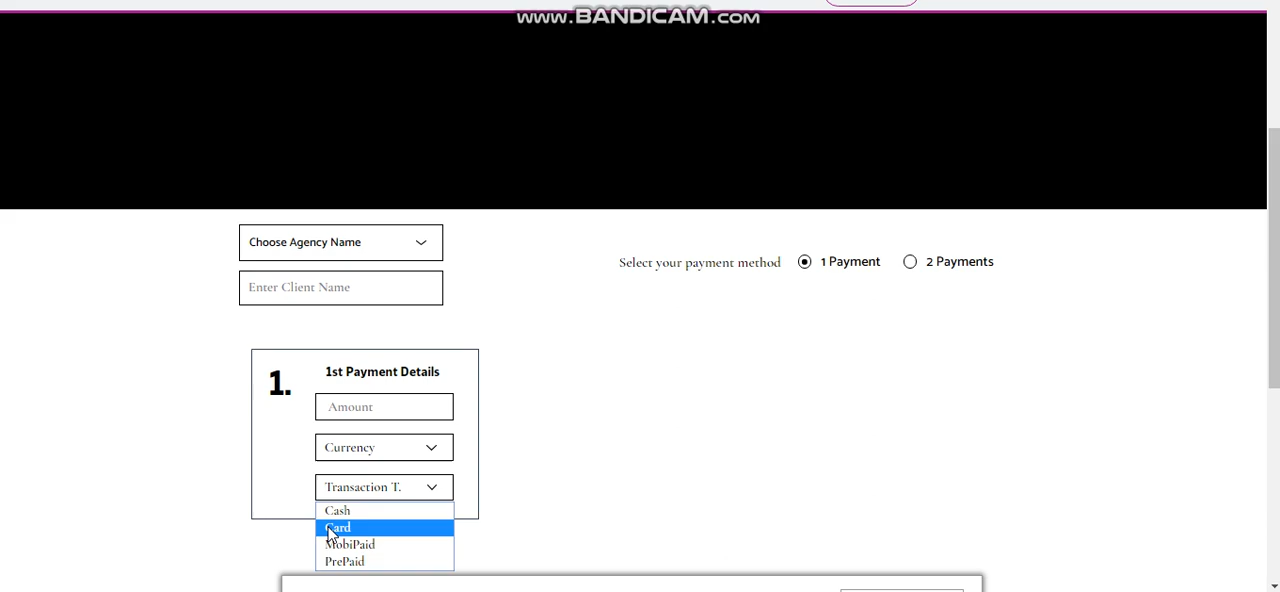 www.BANDICAM.com
Choose Agency Name
Enter Client Name
Select your payment method
1 Payment
2 Payments
1.
1st Payment Details
Amount
Currency
Transaction T.
Cash
Card
MobiPaid
PrePaid